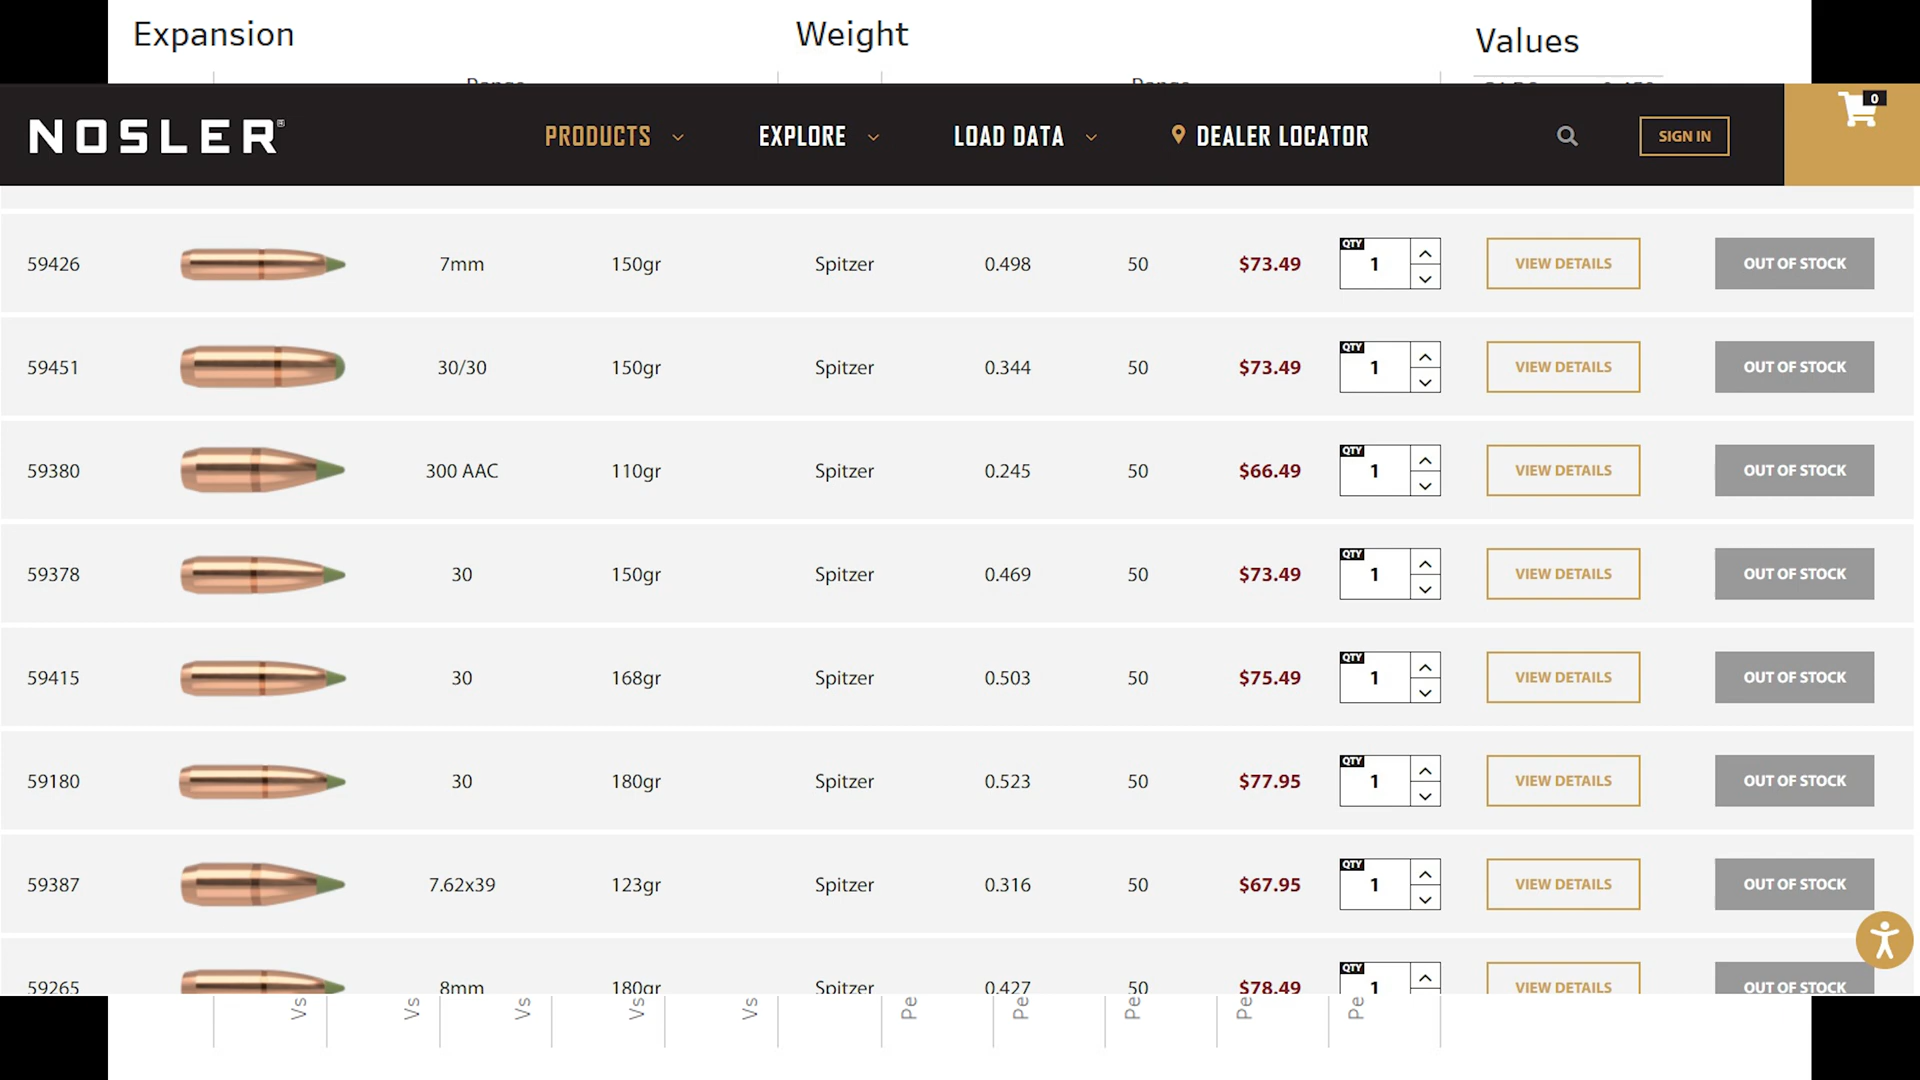 Expansion Weight Values
NOSLER® PRODUCTS EXPLORE LOAD DATA DEALER LOCATOR SIGN IN 0
59426 7mm 150gr Spitzer 0.498 50 $73.49 QTY 1 VIEW DETAILS OUT OF STOCK
59451 30/30 150gr Spitzer 0.344 50 $73.49 QTY 1 VIEW DETAILS OUT OF STOCK
59380 300 AAC 110gr Spitzer 0.245 50 $66.49 QTY 1 VIEW DETAILS OUT OF STOCK
59378 30 150gr Spitzer 0.469 50 $73.49 QTY 1 VIEW DETAILS OUT OF STOCK
59415 30 168gr Spitzer 0.503 50 $75.49 QTY 1 VIEW DETAILS OUT OF STOCK
59180 30 180gr Spitzer 0.523 50 $77.95 QTY 1 VIEW DETAILS OUT OF STOCK
59387 7.62x39 123gr Spitzer 0.316 50 $67.95 QTY 1 VIEW DETAILS OUT OF STOCK
59265 8mm 180gr Spitzer 0.427 50 $78.49 QTY 1 VIEW DETAILS OUT OF STOCK
Vs Vs Vs Vs Vs Pe Pe Pe Pe Pe